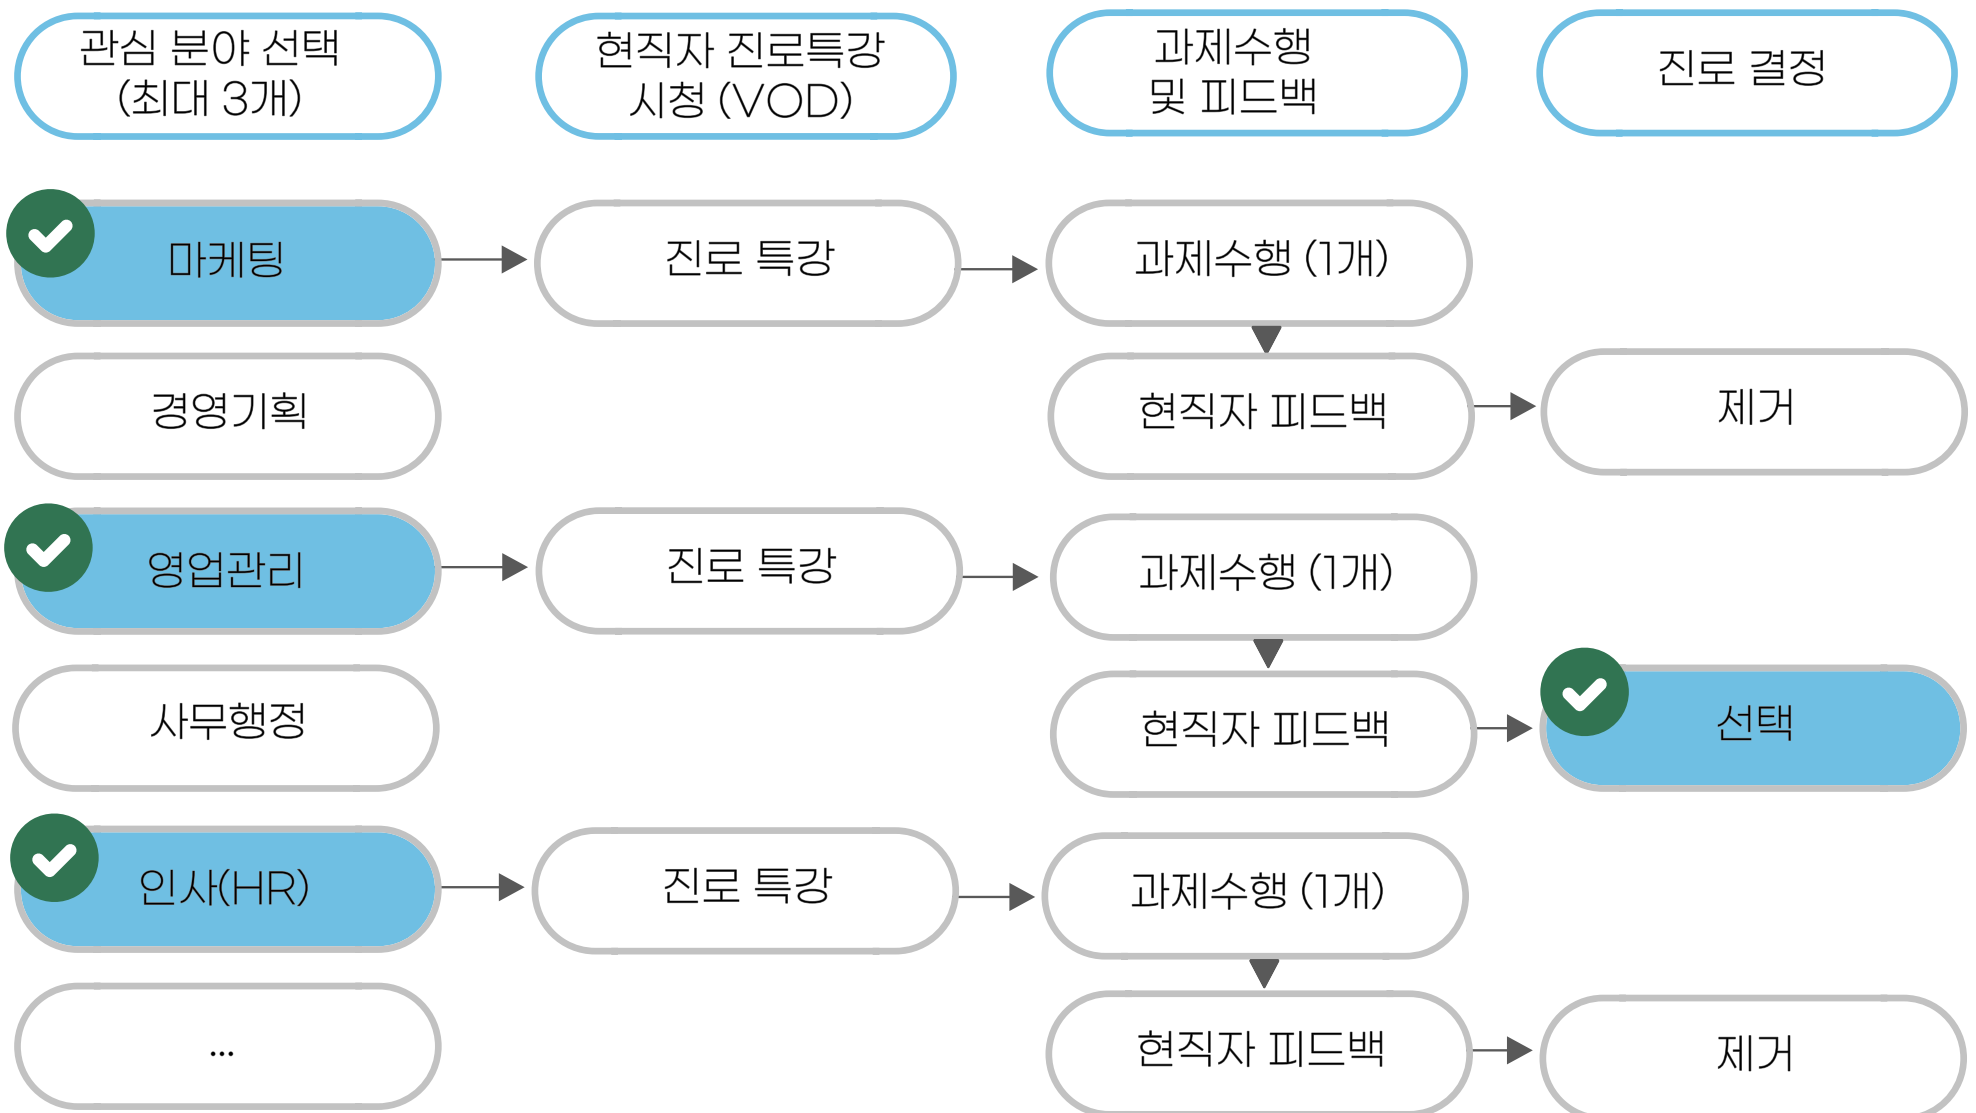 관심 분야 선택
(최대 3개)
현직자 진로특강
시청 (VOD)
과제수행
및 피드백
진로 결정
마케팅
진로 특강
과제수행 (1개)
경영기획
현직자 피드백
제거
영업관리
진로 특강
과제수행 (1개)
사무행정
현직자 피드백
선택
인사(HR)
진로 특강
과제수행 (1개)
...
현직자 피드백
제거